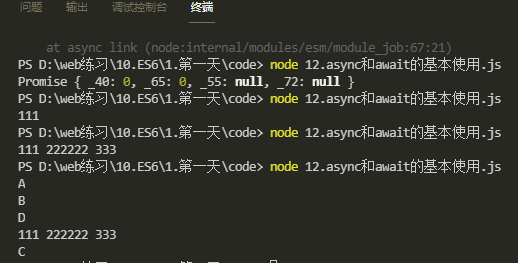 问题 输出 调试控制台 终端
at async link (node:internal/modules/esm/module_job:67:21)
PS D:\web练习\10.ES6\1.第一天\code> node 12.async和await的基本使用.js
Promise { _40: 0, _65: 0, _55: null, _72: null }
PS D:\web练习\10.ES6\1.第一天\code> node 12.async和await的基本使用.js
111
PS D:\web练习\10.ES6\1.第一天\code> node 12.async和await的基本使用.js
111 222222 333
PS D:\web练习\10.ES6\1.第一天\code> node 12.async和await的基本使用.js
A
B
D
111 222222 333
C